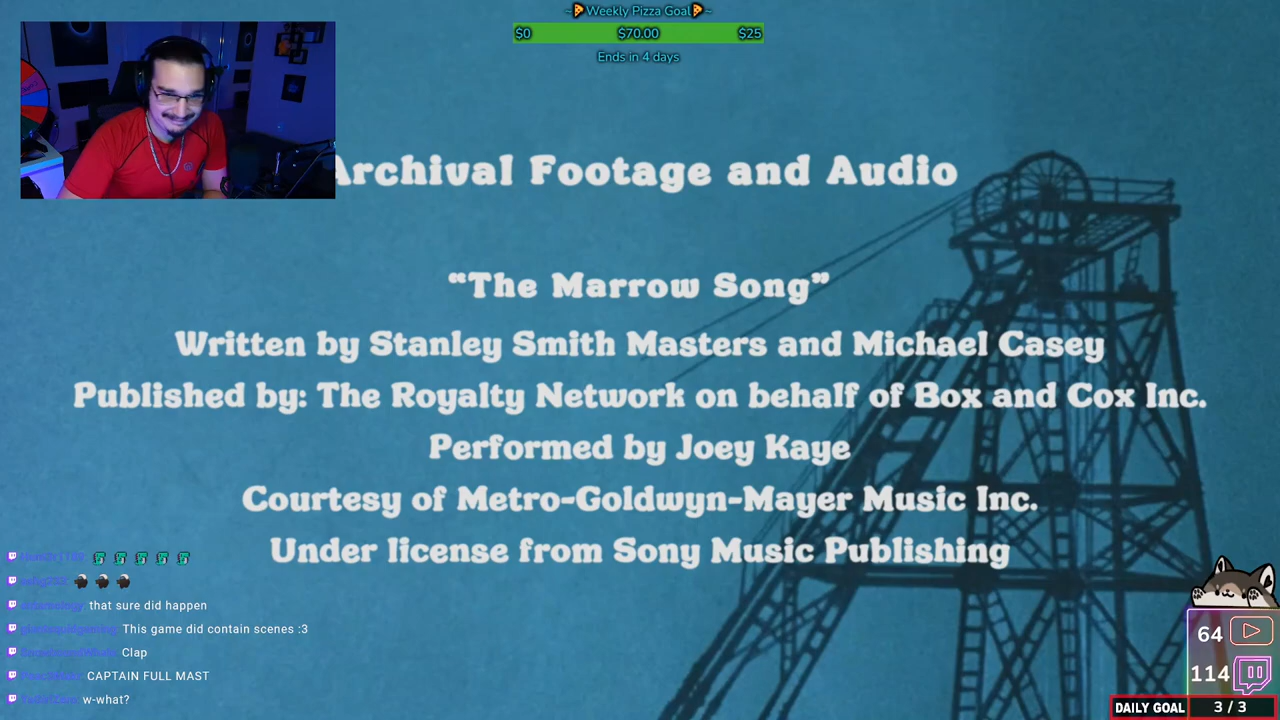 ~🍕Weekly Pizza Goal🍕~
$0 $70.00 $25
Ends in 4 days
Archival Footage and Audio
“The Marrow Song”
Written by Stanley Smith Masters and Michael Casey
Published by: The Royalty Network on behalf of Box and Cox Inc.
Performed by Joey Kaye
Courtesy of Metro-Goldwyn-Mayer Music Inc.
Under license from Sony Music Publishing
that sure did happen
This game did contain scenes :3
Clap
CAPTAIN FULL MAST
w-what?
64
114
DAILY GOAL 3 / 3